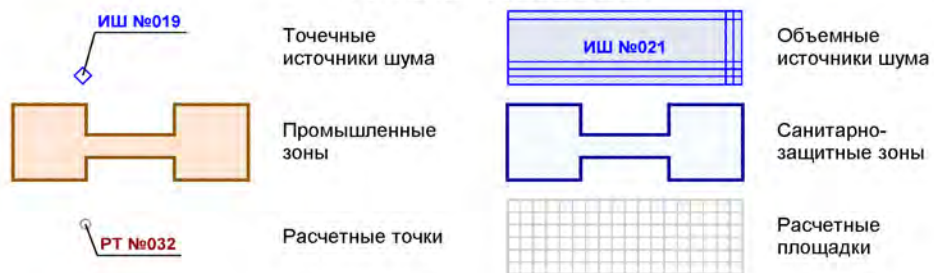 ИШ №019
Точечные
источники шума
ИШ №021
Объемные
источники шума
Промышленные
зоны
Санитарно-
защитные зоны
РТ №032
Расчетные точки
Расчетные
площадки